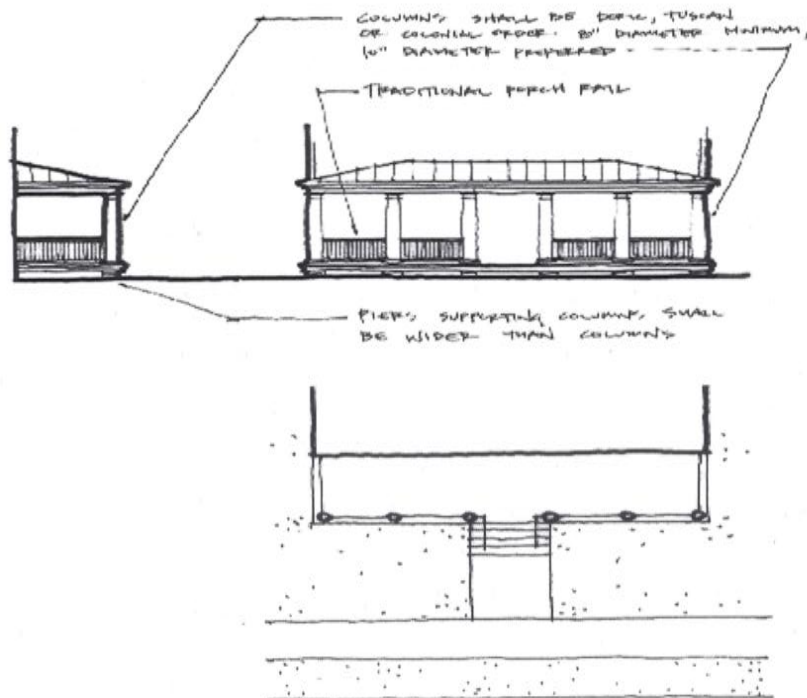 COLUMNS SHALL BE DORIC, TUSCAN
OR COLONIAL ORDER. 8" DIAMETER MINIMUM,
10" DIAMETER PREFERRED
TRADITIONAL PORCH RAIL
PIERS SUPPORTING COLUMNS SHALL
BE WIDER THAN COLUMNS